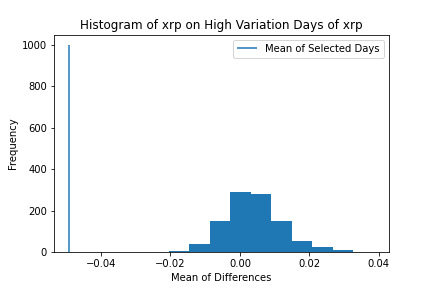 Histogram of xrp on High Variation Days of xrp
Mean of Selected Days
Frequency
1000
800
600
400
200
0
−0.04
−0.02
0.00
0.02
0.04
Mean of Differences